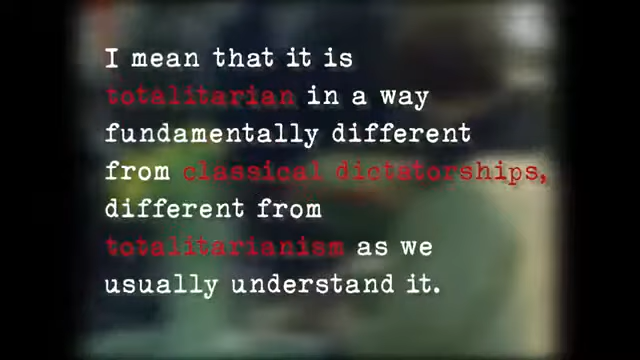 I mean that it is
totalitarian in a way
fundamentally different
from classical dictatorships,
different from
totalitarianism as we
usually understand it.